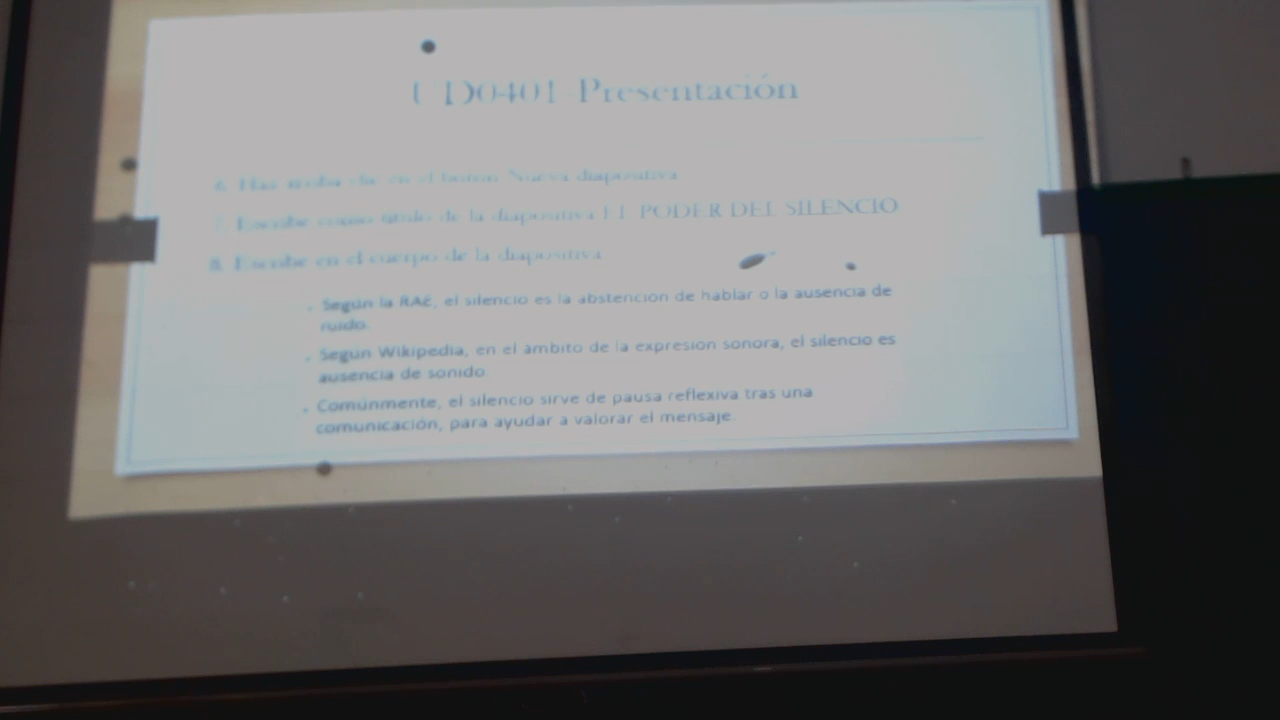 UD0401 Presentación
6. Haz arroba clic en el botón Nueva diapositiva
7. Escribe como título de la diapositiva EL PODER DEL SILENCIO
8. Escribe en el cuerpo de la diapositiva
Según la RAE, el silencio es la abstención de hablar o la ausencia de
ruido.
Según Wikipedia, en el ámbito de la expresión sonora, el silencio es
ausencia de sonido
Comúnmente, el silencio sirve de pausa reflexiva tras una
comunicación, para ayudar a valorar el mensaje.